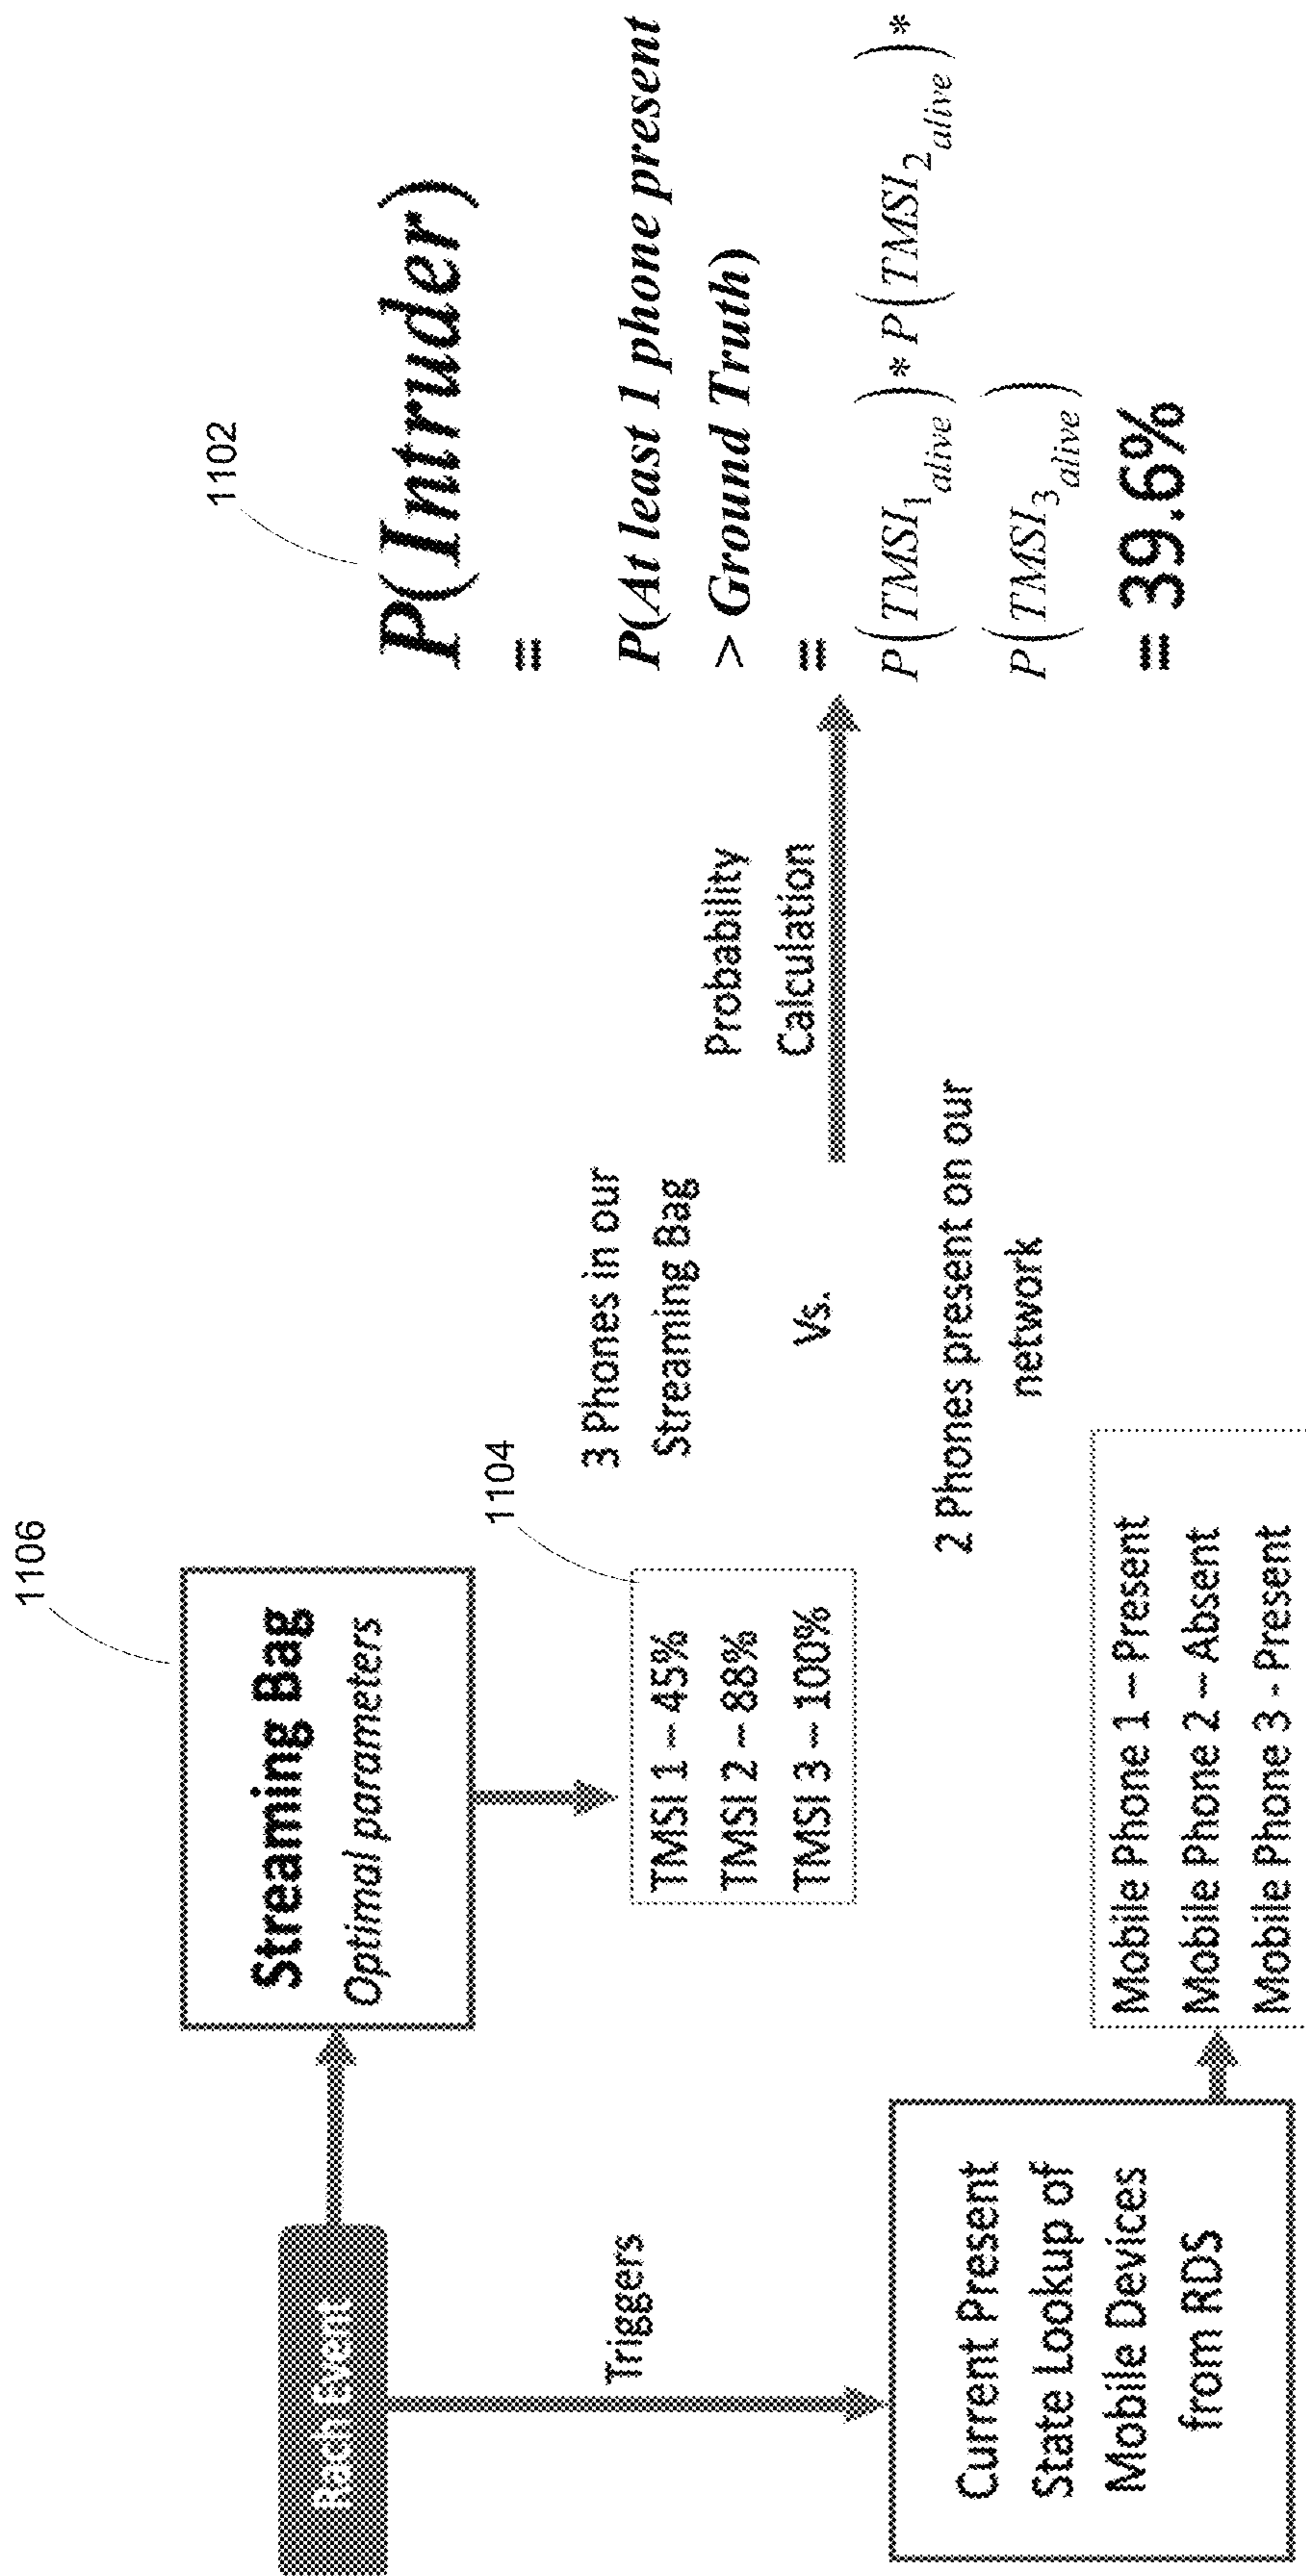 Rach Event
Triggers
Current Present
State Lookup of
Mobile Devices
from RDS
1106
Streaming Bag
Optimal parameters
1104
TMSI 1 – 45%
TMSI 2 – 88%
TMSI 3 – 100%
Mobile Phone 1 – Present
Mobile Phone 2 – Absent
Mobile Phone 3 - Present
3 Phones in our
Streaming Bag
Vs.
2 Phones present on our
network
Probability
Calculation
1102
P(Intruder)
=
P(At least 1 phone present
> Ground Truth)
=
P(TMSI1alive) * P(TMSI2alive) *
P(TMSI3alive)
= 39.6%